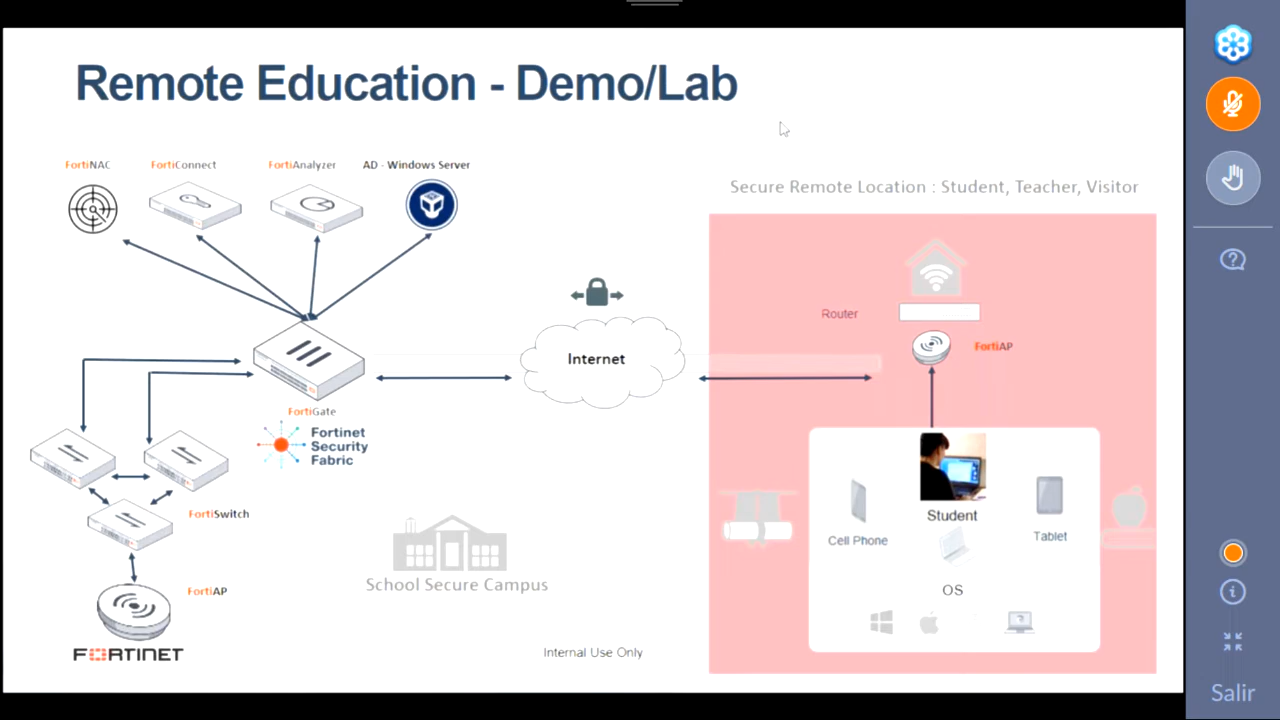 Remote Education - Demo/Lab
FortiNAC
FortiConnect
FortiAnalyzer
AD - Windows Server
Secure Remote Location : Student, Teacher, Visitor
Router
FortiAP
Internet
FortiGate
Fortinet
Security
Fabric
FortiSwitch
Student
Cell Phone
Tablet
OS
School Secure Campus
FortiAP
FORTINET
Internal Use Only
Salir